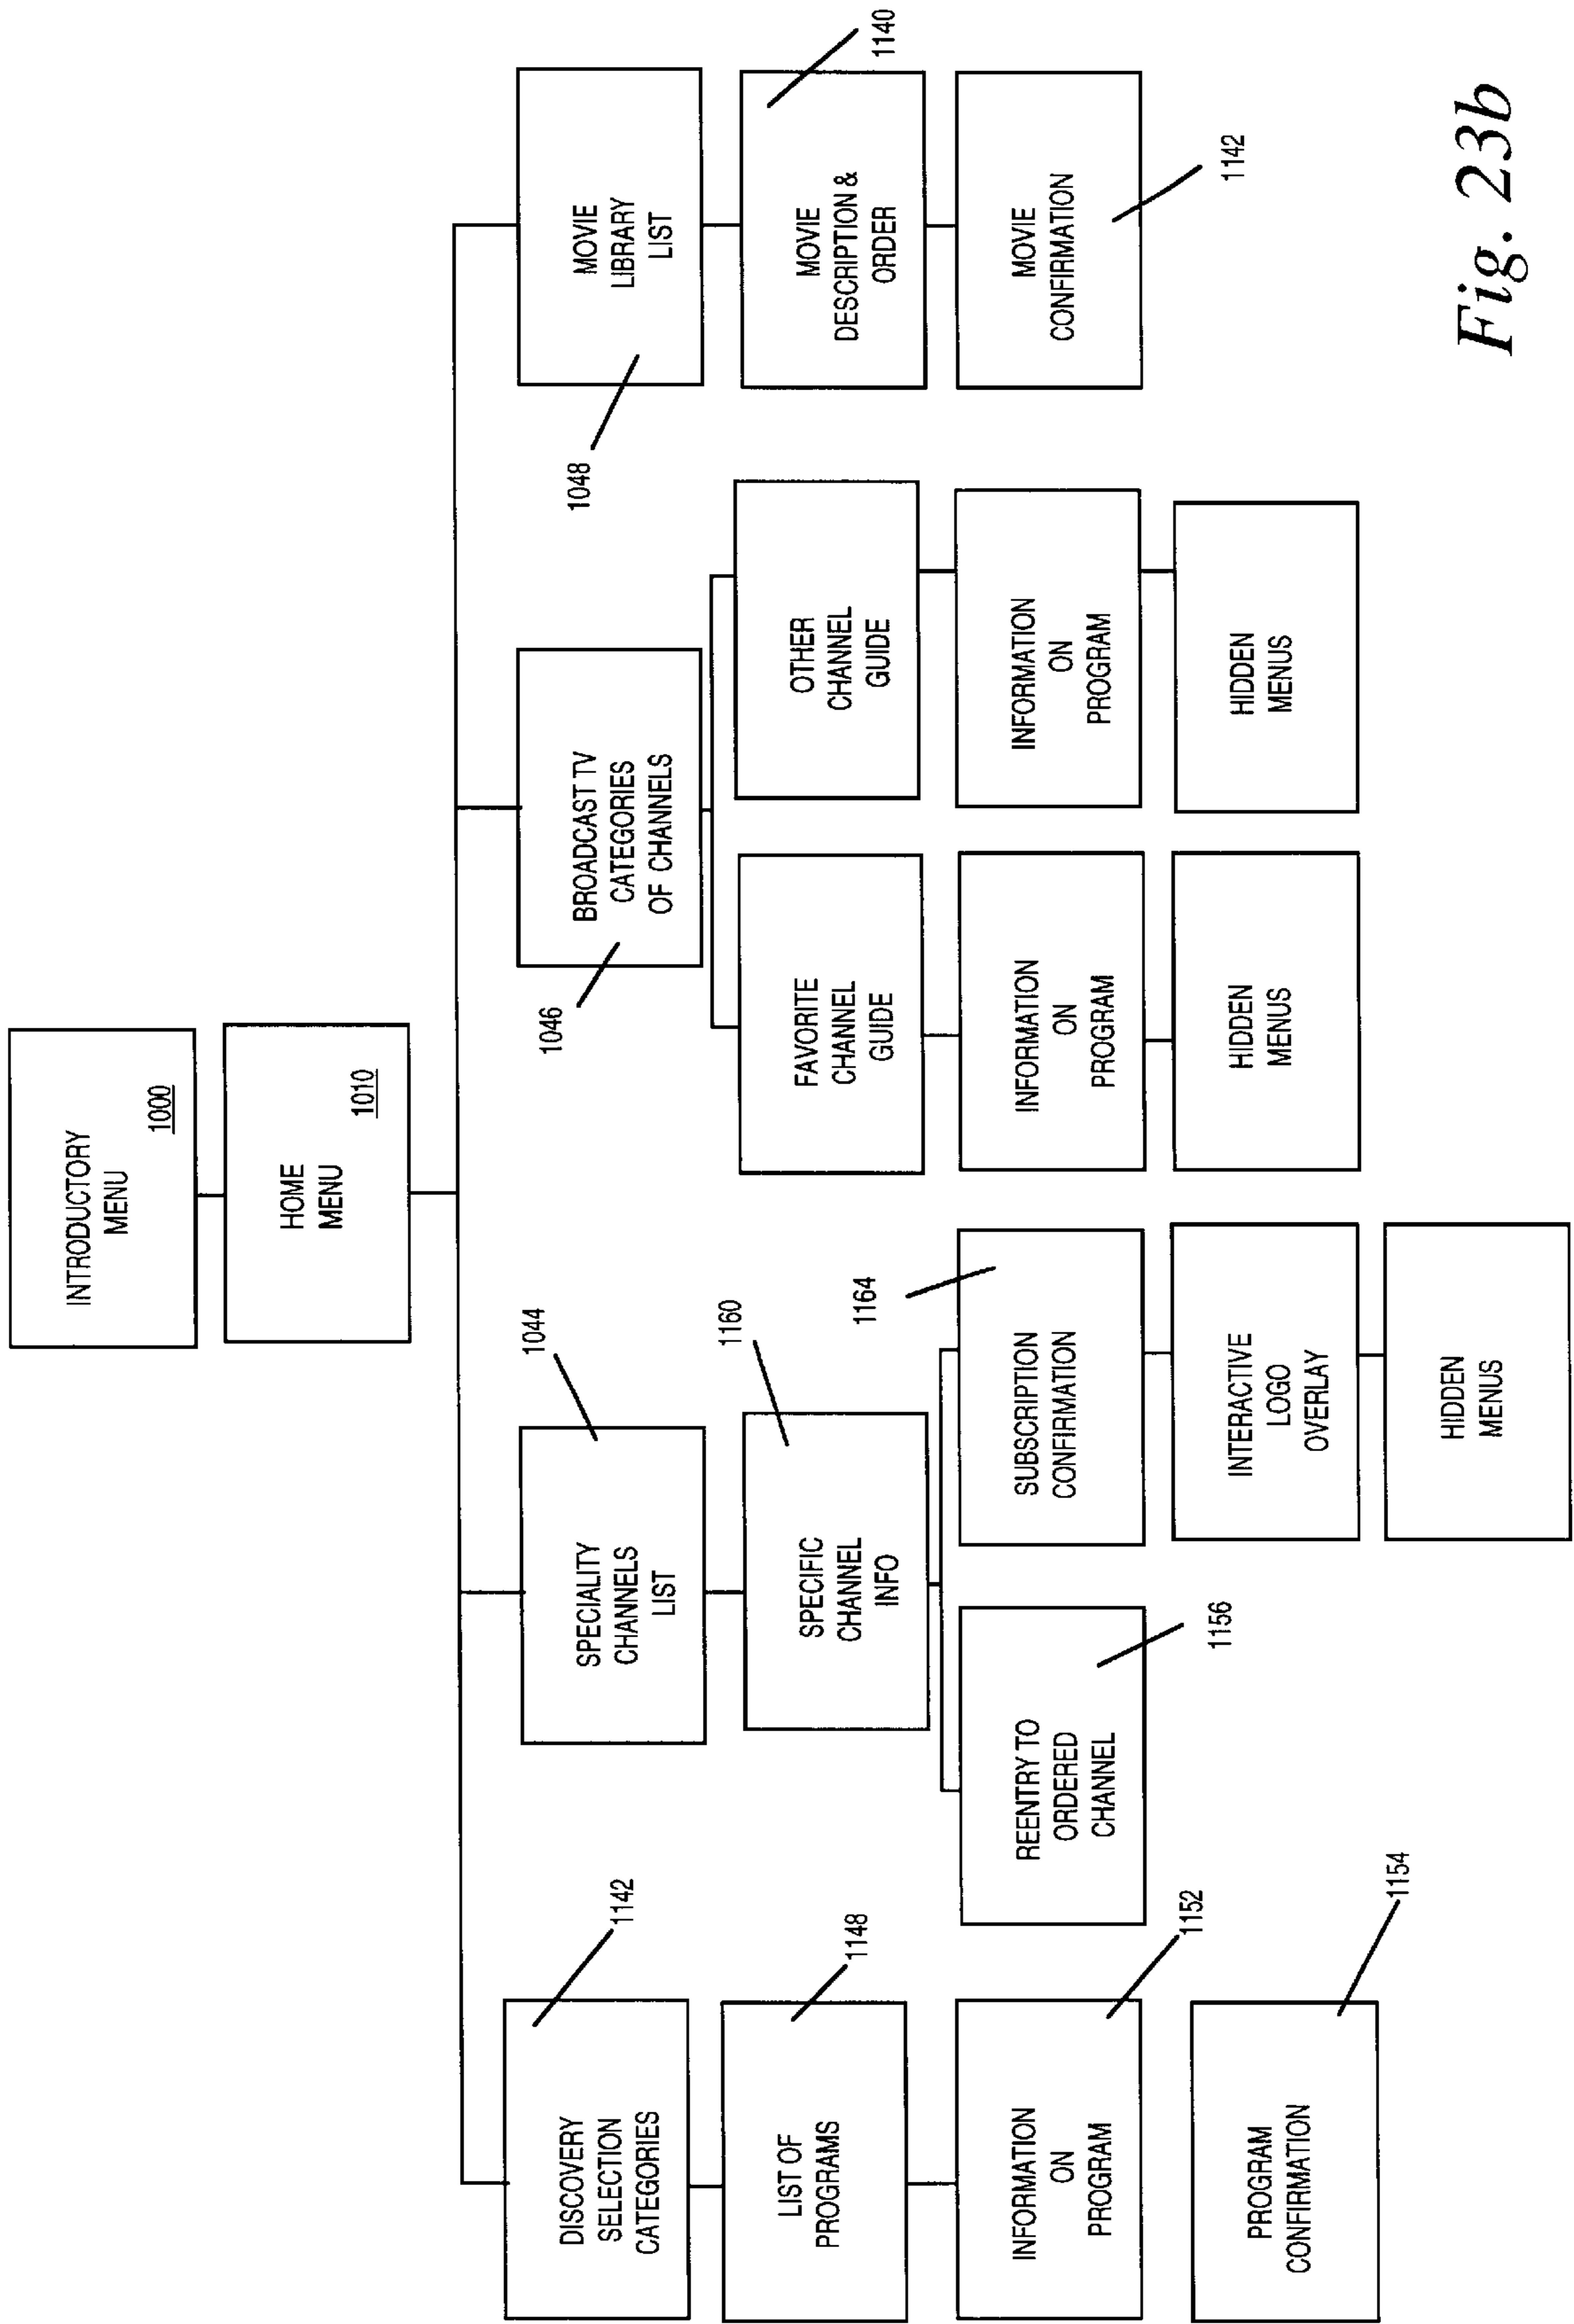 INTRODUCTORY
MENU
1000
HOME
MENU
1010
DISCOVERY
SELECTION
CATEGORIES
1142
LIST OF
PROGRAMS
1148
INFORMATION
ON
PROGRAM
1152
PROGRAM
CONFIRMATION
1154
SPECIALITY
CHANNELS
LIST
1044
SPECIFIC
CHANNEL
INFO
1160
REENTRY TO
ORDERED
CHANNEL
1156
SUBSCRIPTION
CONFIRMATION
1164
INTERACTIVE
LOGO
OVERLAY
HIDDEN
MENUS
BROADCAST TV
CATEGORIES
OF CHANNELS
1046
FAVORITE
CHANNEL
GUIDE
INFORMATION
ON
PROGRAM
HIDDEN
MENUS
OTHER
CHANNEL
GUIDE
INFORMATION
ON
PROGRAM
HIDDEN
MENUS
MOVIE
LIBRARY
LIST
1048
MOVIE
DESCRIPTION &
ORDER
1140
MOVIE
CONFIRMATION
1142
Fig. 23b